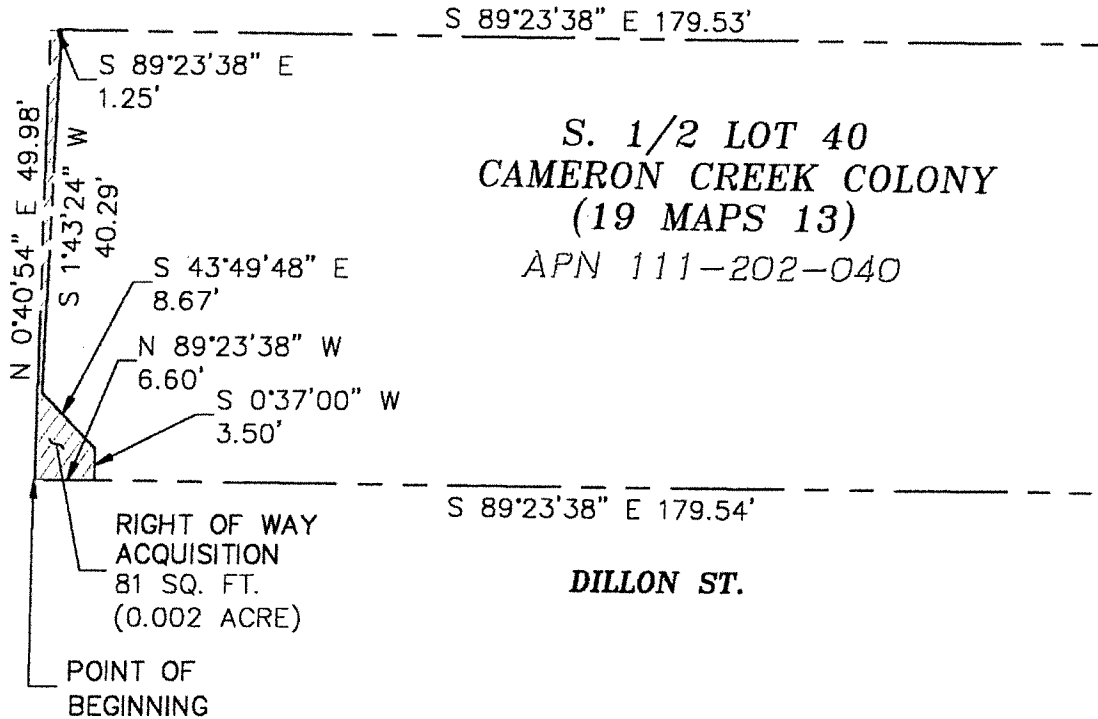 S 89°23'38" E 179.53'
S 89°23'38" E
1.25'
N 0°40'54" E 49.98'
S 1°43'24" W
40.29'
S. 1/2 LOT 40
CAMERON CREEK COLONY
(19 MAPS 13)
APN 111-202-040
S 43°49'48" E
8.67'
N 89°23'38" W
6.60'
S 0°37'00" W
3.50'
S 89°23'38" E 179.54'
RIGHT OF WAY
ACQUISITION
81 SQ. FT.
(0.002 ACRE)
DILLON ST.
POINT OF
BEGINNING